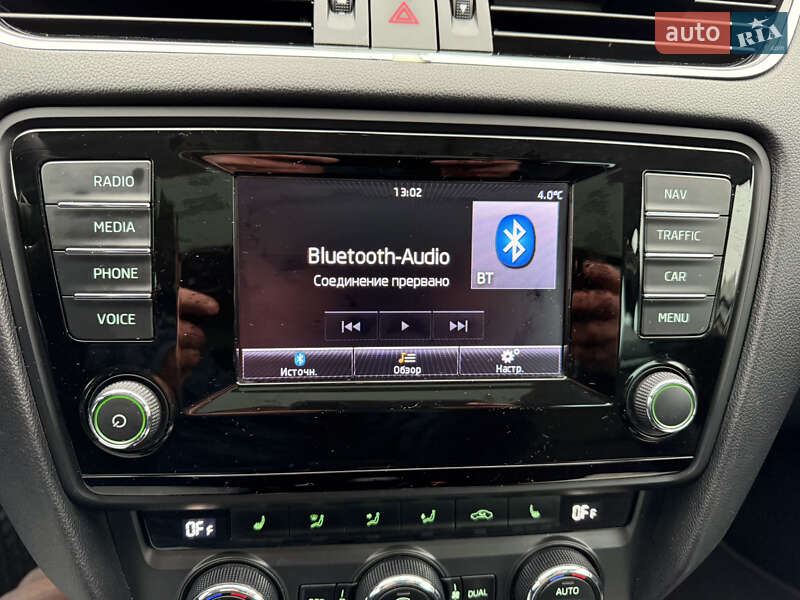 auto RIA
RADIO
MEDIA
PHONE
VOICE
13:02
4.0°C
Bluetooth-Audio
Соединение прервано
BT
Источн.
Обзор
Настр.
NAV
TRAFFIC
CAR
MENU
OFF
OFF
DUAL
AUTO